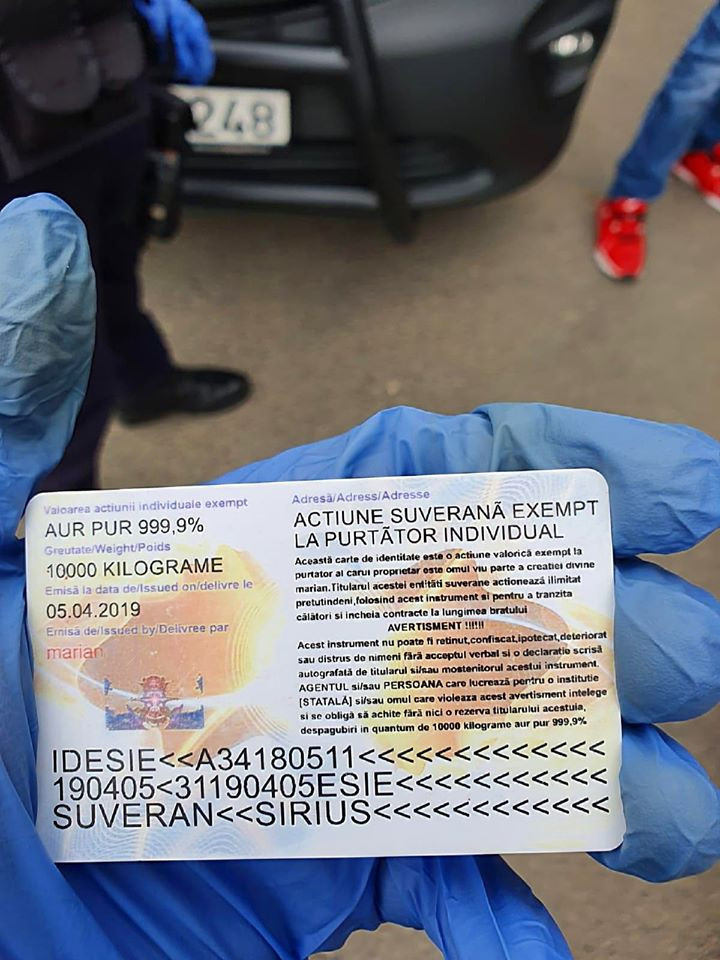 248
Valoarea actiunii individuale exempt
AUR PUR 999,9%
Greutate/Weight/Poids
10000 KILOGRAME
Emisă la data de/Issued on/delivre le
05.04.2019
Emisă de/Issued by/Delivree par
marian
Adresă/Address/Adresse
ACTIUNE SUVERANĂ EXEMPT
LA PURTĂTOR INDIVIDUAL
Această carte de identitate este o actiune valorică exempt la
purtator al carui proprietar este omul viu parte a creatiei divine
marian.Titularul acestei entităti suverane actionează ilimitat
pretutindeni,folosind acest instrument si pentru a tranzita
călători si incheia contracte la lungimea bratului
AVERTISMENT !!!!!!
Acest instrument nu poate fi retinut,confiscat,ipotecat,deteriorat
sau distrus de nimeni fără acceptul verbal si o declaratie scrisă
autografată de titularul si/sau mostenitorul acestui instrument.
AGENTUL si/sau PERSOANA care lucrează pentru o institutie
[STATALĂ] si/sau omul care violeaza acest avertisment intelege
si se obligă să achite fără nici o rezerva titularului acestuia,
despagubiri in quantum de 10000 kilograme aur pur 999,9%
IDESIE<<A34180511<<<<<<<<<<<<
190405<31190405ESIE<<<<<<<<<<
SUVERAN<<SIRIUS<<<<<<<<<<<<